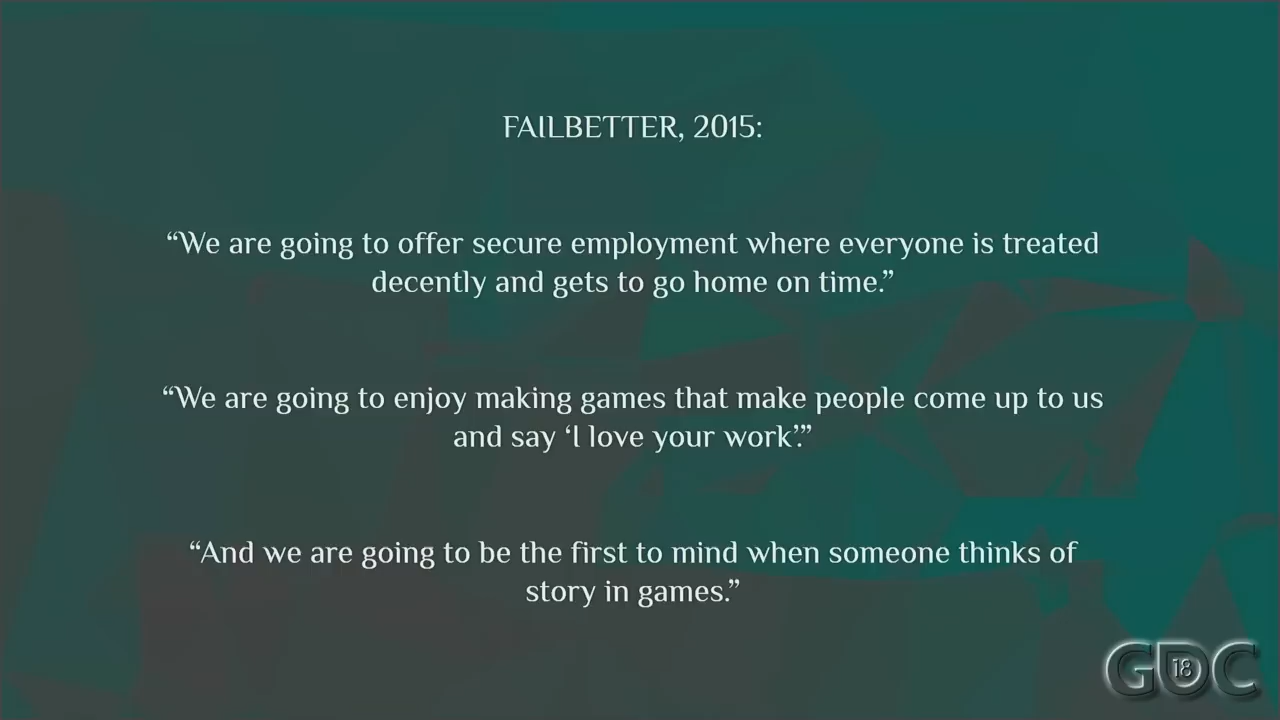 FAILBETTER, 2015:
“We are going to offer secure employment where everyone is treated
decently and gets to go home on time.”
“We are going to enjoy making games that make people come up to us
and say ‘I love your work’.”
“And we are going to be the first to mind when someone thinks of
story in games.”
GDC
18